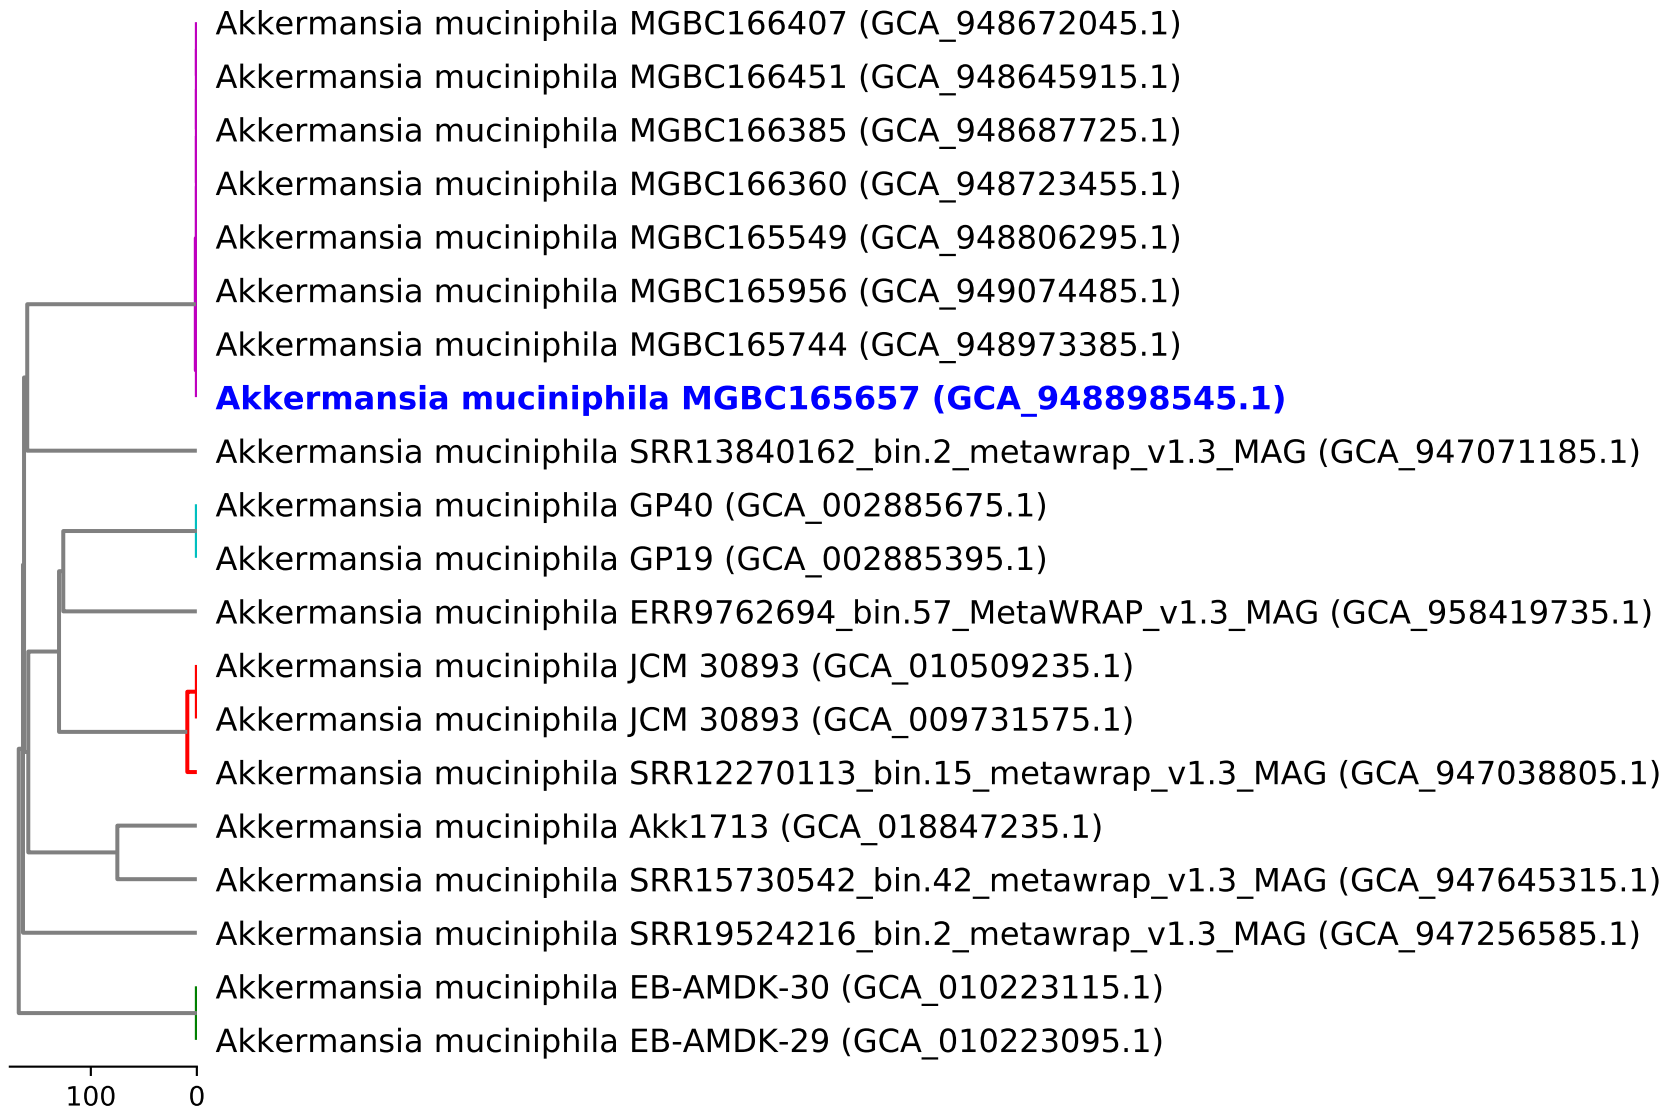 Akkermansia muciniphila MGBC166407 (GCA_948672045.1)
Akkermansia muciniphila MGBC166451 (GCA_948645915.1)
Akkermansia muciniphila MGBC166385 (GCA_948687725.1)
Akkermansia muciniphila MGBC166360 (GCA_948723455.1)
Akkermansia muciniphila MGBC165549 (GCA_948806295.1)
Akkermansia muciniphila MGBC165956 (GCA_949074485.1)
Akkermansia muciniphila MGBC165744 (GCA_948973385.1)
Akkermansia muciniphila MGBC165657 (GCA_948898545.1)
Akkermansia muciniphila SRR13840162_bin.2_metawrap_v1.3_MAG (GCA_947071185.1)
Akkermansia muciniphila GP40 (GCA_002885675.1)
Akkermansia muciniphila GP19 (GCA_002885395.1)
Akkermansia muciniphila ERR9762694_bin.57_MetaWRAP_v1.3_MAG (GCA_958419735.1)
Akkermansia muciniphila JCM 30893 (GCA_010509235.1)
Akkermansia muciniphila JCM 30893 (GCA_009731575.1)
Akkermansia muciniphila SRR12270113_bin.15_metawrap_v1.3_MAG (GCA_947038805.1)
Akkermansia muciniphila Akk1713 (GCA_018847235.1)
Akkermansia muciniphila SRR15730542_bin.42_metawrap_v1.3_MAG (GCA_947645315.1)
Akkermansia muciniphila SRR19524216_bin.2_metawrap_v1.3_MAG (GCA_947256585.1)
Akkermansia muciniphila EB-AMDK-30 (GCA_010223115.1)
Akkermansia muciniphila EB-AMDK-29 (GCA_010223095.1)
100 0